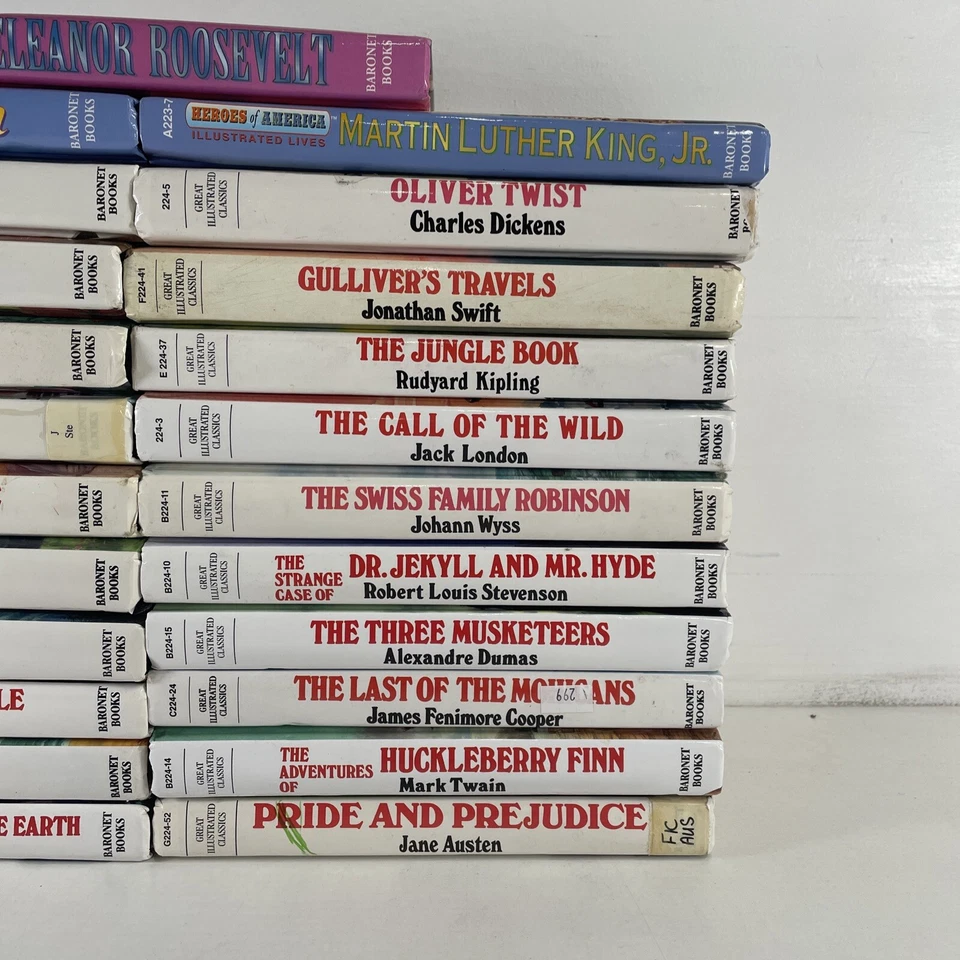 ELEANOR ROOSEVELT
BARONET
BOOKS
BARONET
BOOKS
A223-7
HEROES of AMERICA™
ILLUSTRATED LIVES
MARTIN LUTHER KING, JR.
BARONET
BOOKS
BARONET
BOOKS
224-5
GREAT
ILLUSTRATED
CLASSICS
OLIVER TWIST
Charles Dickens
BARONET
BARONET
BOOKS
F224-41
GREAT
ILLUSTRATED
CLASSICS
GULLIVER'S TRAVELS
Jonathan Swift
BARONET
BOOKS
BARONET
BOOKS
E 224-37
GREAT
ILLUSTRATED
CLASSICS
THE JUNGLE BOOK
Rudyard Kipling
BARONET
BOOKS
J
Ste
224-3
GREAT
ILLUSTRATED
CLASSICS
THE CALL OF THE WILD
Jack London
BARONET
BOOKS
BARONET
BOOKS
B224-11
GREAT
ILLUSTRATED
CLASSICS
THE SWISS FAMILY ROBINSON
Johann Wyss
BARONET
BOOKS
BARONET
BOOKS
B224-10
GREAT
ILLUSTRATED
CLASSICS
THE
STRANGE
CASE OF
DR. JEKYLL AND MR. HYDE
Robert Louis Stevenson
BARONET
BOOKS
BARONET
BOOKS
B224-15
GREAT
ILLUSTRATED
CLASSICS
THE THREE MUSKETEERS
Alexandre Dumas
BARONET
BOOKS
LE
BARONET
BOOKS
C224-24
GREAT
ILLUSTRATED
CLASSICS
THE LAST OF THE MOHICANS
299
James Fenimore Cooper
BARONET
BOOKS
BARONET
BOOKS
B224-14
GREAT
ILLUSTRATED
CLASSICS
THE
ADVENTURES
OF
HUCKLEBERRY FINN
Mark Twain
BARONET
BOOKS
E EARTH
BARONET
BOOKS
G224-52
GREAT
ILLUSTRATED
CLASSICS
PRIDE AND PREJUDICE
Jane Austen
FIC
AUS